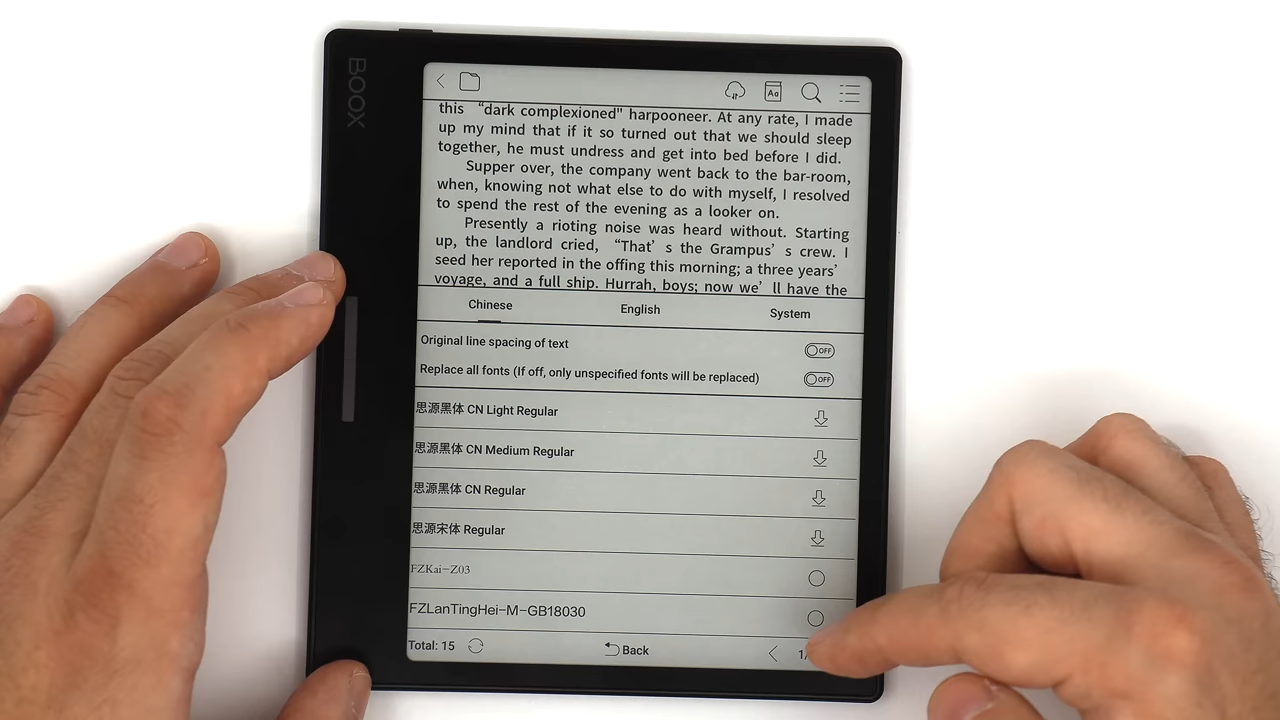 BOOX
Aa
this “dark complexioned" harpooneer. At any rate, I made
up my mind that if it so turned out that we should sleep
together, he must undress and get into bed before I did.
Supper over, the company went back to the bar-room,
when, knowing not what else to do with myself, I resolved
to spend the rest of the evening as a looker on.
Presently a rioting noise was heard without. Starting
up, the landlord cried, “That’ s the Grampus’ s crew. I
seed her reported in the offing this morning; a three years’
voyage, and a full ship. Hurrah, boys; now we’ ll have the
Chinese English System
Original line spacing of text OFF
Replace all fonts (If off, only unspecified fonts will be replaced) OFF
思源黑体 CN Light Regular
思源黑体 CN Medium Regular
思源黑体 CN Regular
思源宋体 Regular
FZKai-Z03
FZLanTingHei-M-GB18030
Total: 15 Back 1/